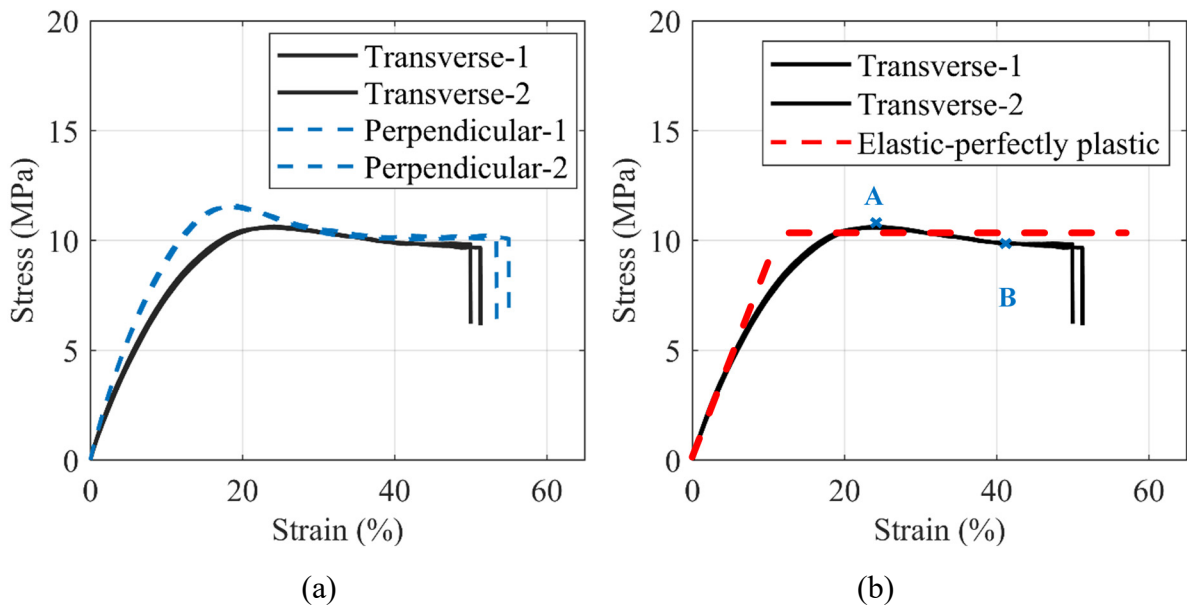 (a)
20
15
10
5
0
Stress (MPa)
Transverse-1
Transverse-2
Perpendicular-1
Perpendicular-2
0 20 40 60
Strain (%)
(b)
20
15
10
5
0
Stress (MPa)
Transverse-1
Transverse-2
Elastic-perfectly plastic
A
B
0 20 40 60
Strain (%)
(a)
(b)